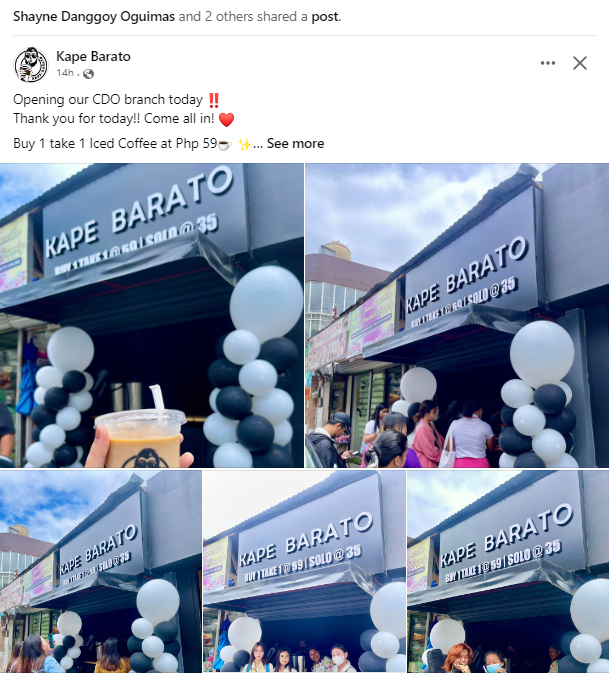 Shayne Danggoy Oguimas and 2 others shared a post.
Kape Barato
14h ·
Opening our CDO branch today ‼️
Thank you for today!! Come all in! ❤️
Buy 1 take 1 Iced Coffee at Php 59☕ ✨... See more
KAPE BARATO
BUY 1 TAKE 1 @ 59 | SOLO @ 35
KAPE BARATO
BUY 1 TAKE 1 @ 59 | SOLO @ 35
KAPE BARATO
BUY 1 TAKE 1 @ 59 | SOLO @ 35
KAPE BARATO
BUY 1 TAKE 1 @ 59 | SOLO @ 35
KAPE BARATO
BUY 1 TAKE 1 @ 59 | SOLO @ 35